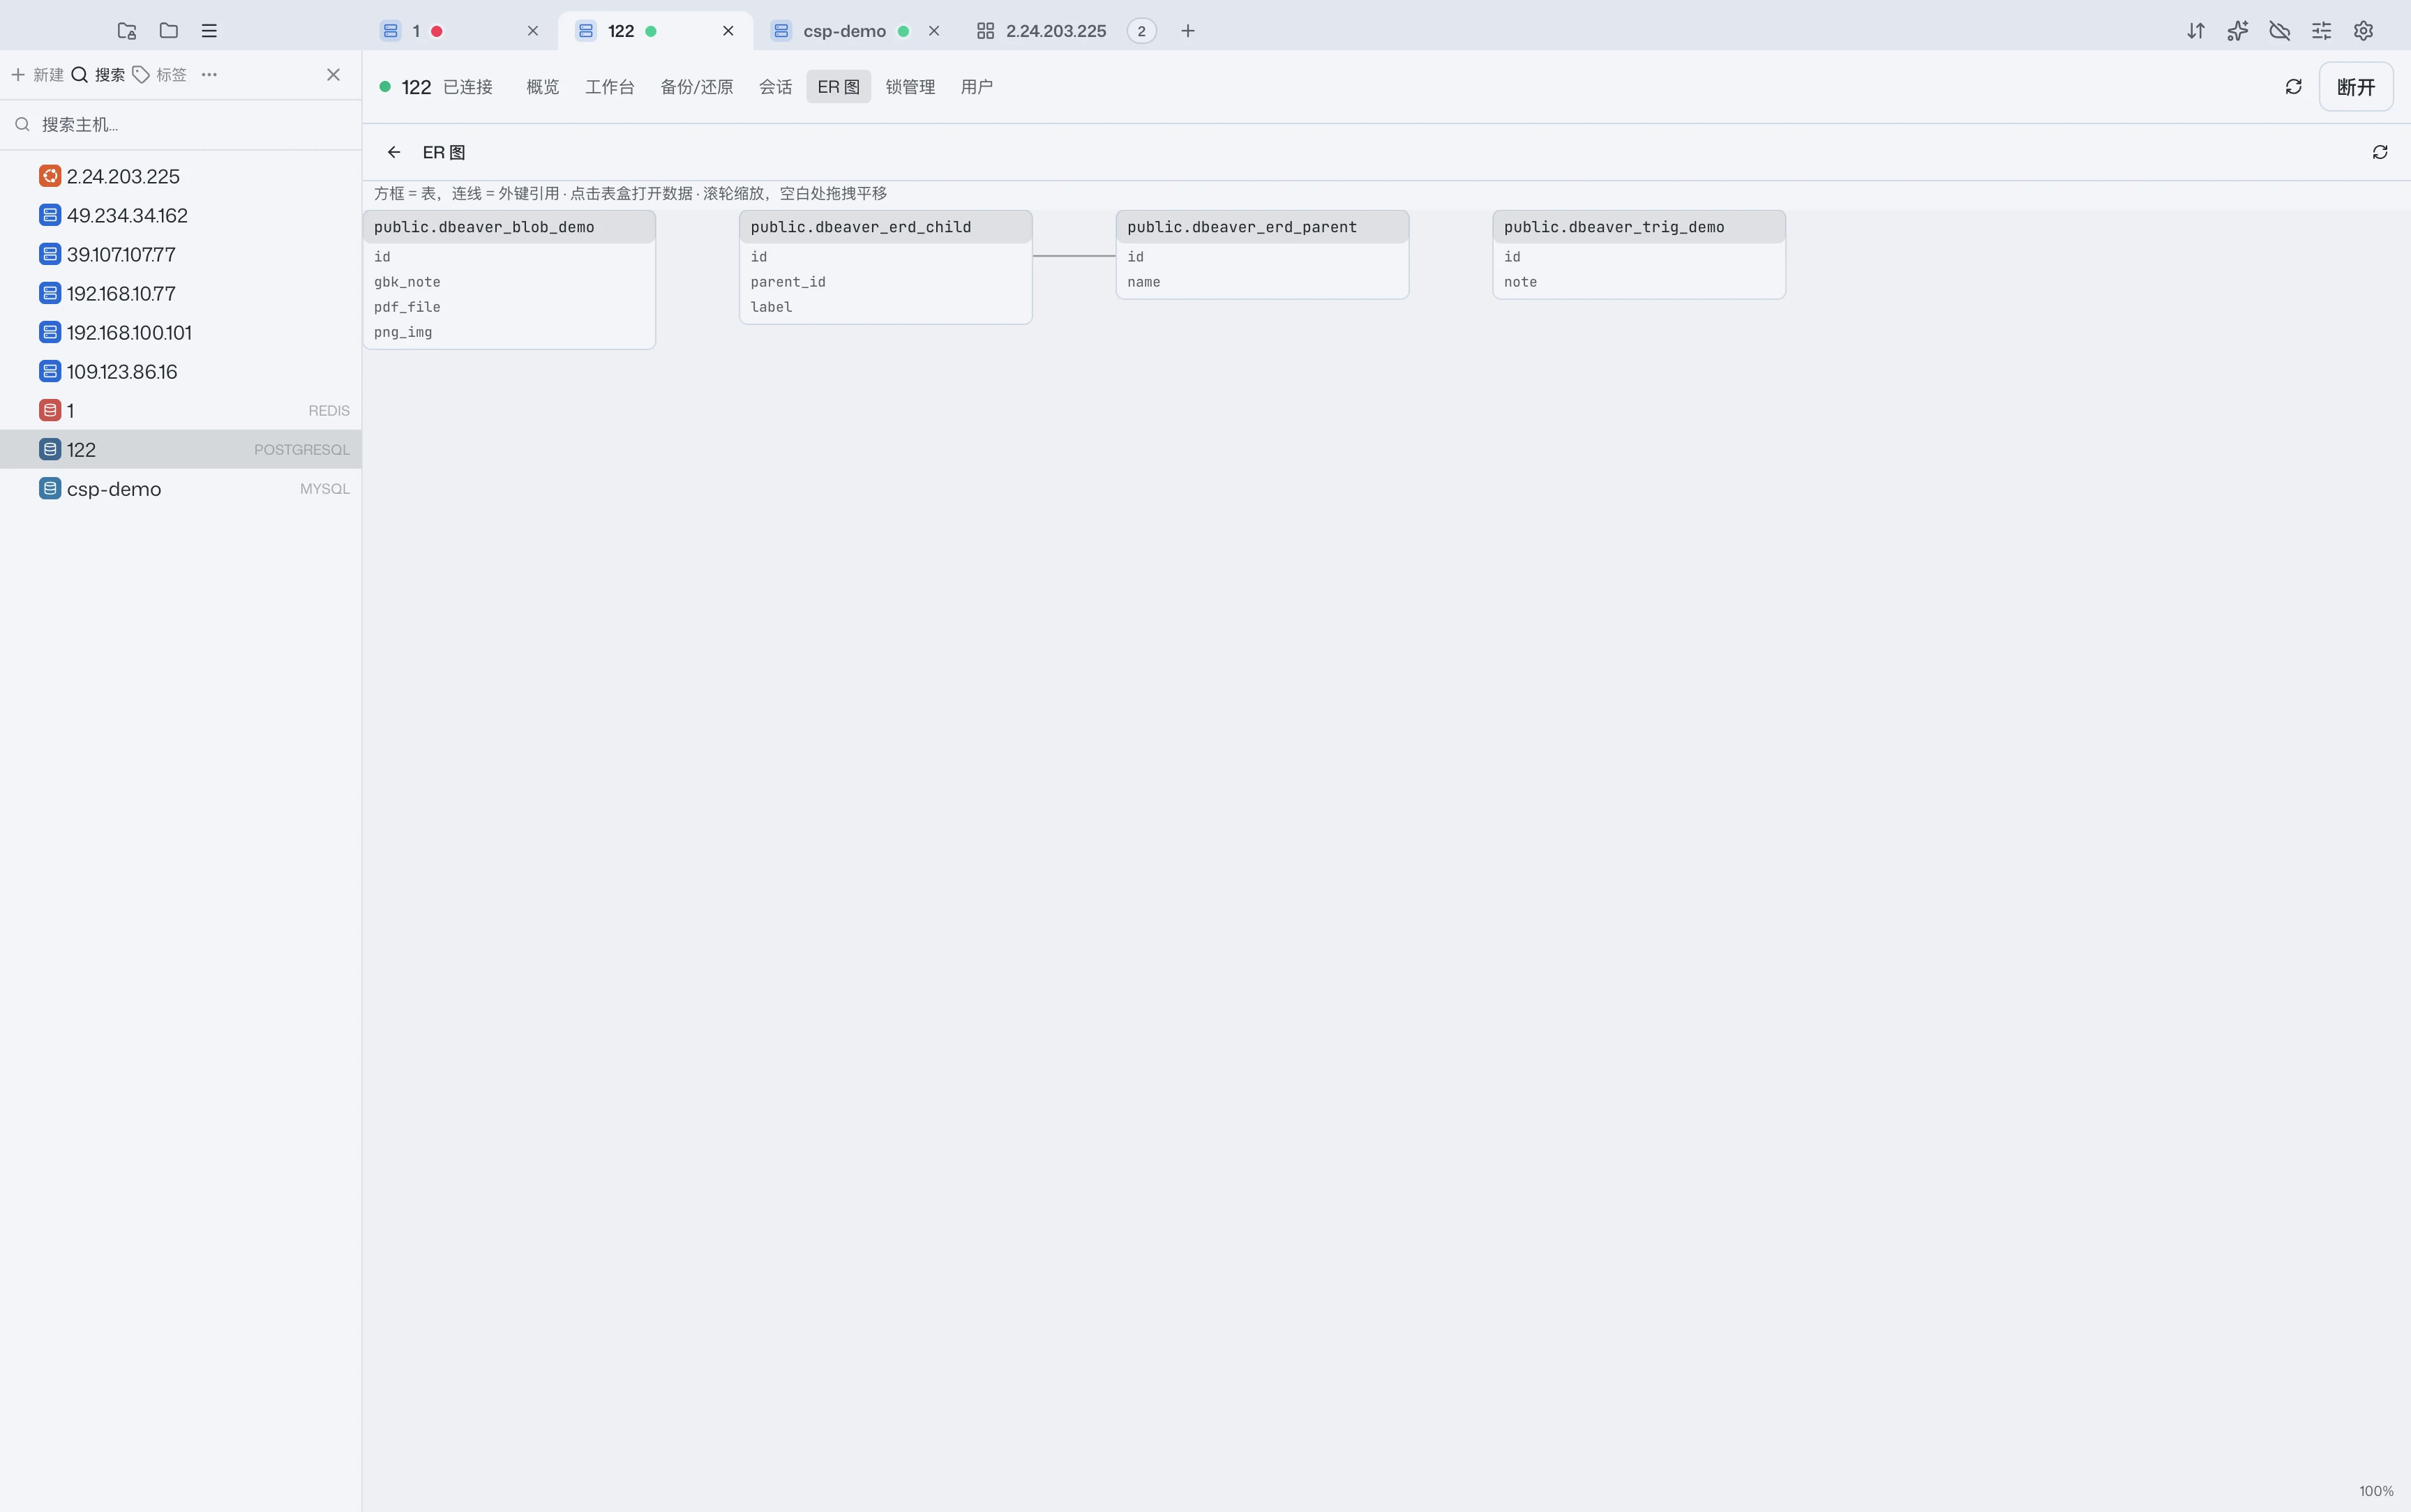 1
122
csp-demo
2.24.203.225
2
新建
搜索
标签
搜索主机...
2.24.203.225
49.234.34.162
39.107.107.77
192.168.10.77
192.168.100.101
109.123.86.16
1 REDIS
122 POSTGRESQL
csp-demo MYSQL
122 已连接 概览 工作台 备份/还原 会话 ER 图 锁管理 用户 断开
ER 图
方框 = 表，连线 = 外键引用 · 点击表盒打开数据 · 滚轮缩放，空白处拖拽平移
public.dbeaver_blob_demo
id
gbk_note
pdf_file
png_img
public.dbeaver_erd_child
id
parent_id
label
public.dbeaver_erd_parent
id
name
public.dbeaver_trig_demo
id
note
100%